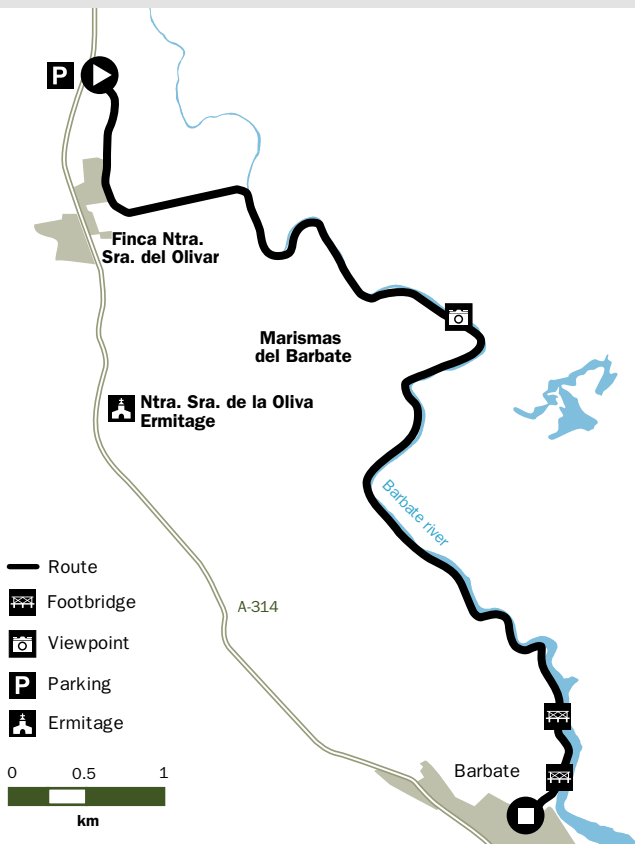 P
Finca Ntra.
Sra. del Olivar
Marismas
del Barbate
Ntra. Sra. de la Oliva
Ermitage
Barbate river
A-314
Route
Footbridge
Viewpoint
P Parking
Ermitage
Barbate
0 0.5 1
km